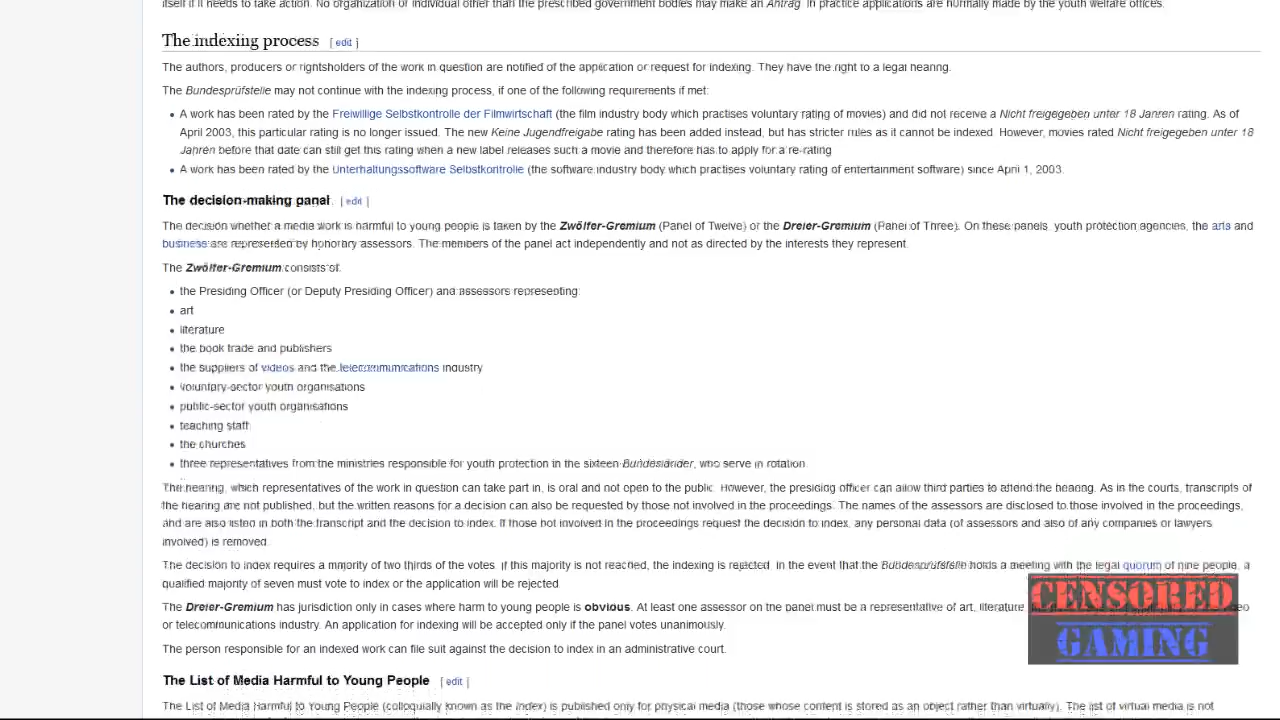 itself if it needs to take action. No organization or individual other than the prescribed government bodies may make an Antrag. In practice applications are normally made by the youth welfare offices.
The indexing process [ edit ]
The authors, producers or rightsholders of the work in question are notified of the application or request for indexing. They have the right to a legal hearing.
The Bundesprüfstelle may not continue with the indexing process, if one of the following requirements if met:
• A work has been rated by the Freiwillige Selbstkontrolle der Filmwirtschaft (the film industry body which practises voluntary rating of movies) and did not receive a Nicht freigegeben unter 18 Jahren rating. As of
April 2003, this particular rating is no longer issued. The new Keine Jugendfreigabe rating has been added instead, but has stricter rules as it cannot be indexed. However, movies rated Nicht freigegeben unter 18
Jahren before that date can still get this rating when a new label releases such a movie and therefore has to apply for a re-rating
• A work has been rated by the Unterhaltungssoftware Selbstkontrolle (the software industry body which practises voluntary rating of entertainment software) since April 1, 2003.
The decision-making panel [ edit ]
The decision whether a media work is harmful to young people is taken by the Zwölfer-Gremium (Panel of Twelve) or the Dreier-Gremium (Panel of Three). On these panels, youth protection agencies, the arts and
business are represented by honorary assessors. The members of the panel act independently and not as directed by the interests they represent.
The Zwölfer-Gremium consists of:
• the Presiding Officer (or Deputy Presiding Officer) and assessors representing:
• art
• literature
• the book trade and publishers
• the suppliers of videos and the telecommunications industry
• voluntary-sector youth organisations
• public-sector youth organisations
• teaching staff
• the churches
• three representatives from the ministries responsible for youth protection in the sixteen Bundesländer, who serve in rotation.
The hearing, which representatives of the work in question can take part in, is oral and not open to the public. However, the presiding officer can allow third parties to attend the hearing. As in the courts, transcripts of
the hearing are not published, but the written reasons for a decision can also be requested by those not involved in the proceedings. The names of the assessors are disclosed to those involved in the proceedings,
and are also listed in both the transcript and the decision to index. If those not involved in the proceedings request the decision to index, any personal data (of assessors and also of any companies or lawyers
involved) is removed.
The decision to index requires a majority of two thirds of the votes. If this majority is not reached, the indexing is rejected. In the event that the Bundesprüfstelle holds a meeting with the legal quorum of nine people, a
qualified majority of seven must vote to index or the application will be rejected.
The Dreier-Gremium has jurisdiction only in cases where harm to young people is obvious. At least one assessor on the panel must be a representative of art, literature,
or telecommunications industry. An application for indexing will be accepted only if the panel votes unanimously.
The person responsible for an indexed work can file suit against the decision to index in an administrative court.
CENSORED
GAMING
The List of Media Harmful to Young People [ edit ]
The List of Media Harmful to Young People (colloquially known as the Index) is published only for physical media (those whose content is stored as an object rather than virtually). The list of virtual media is not